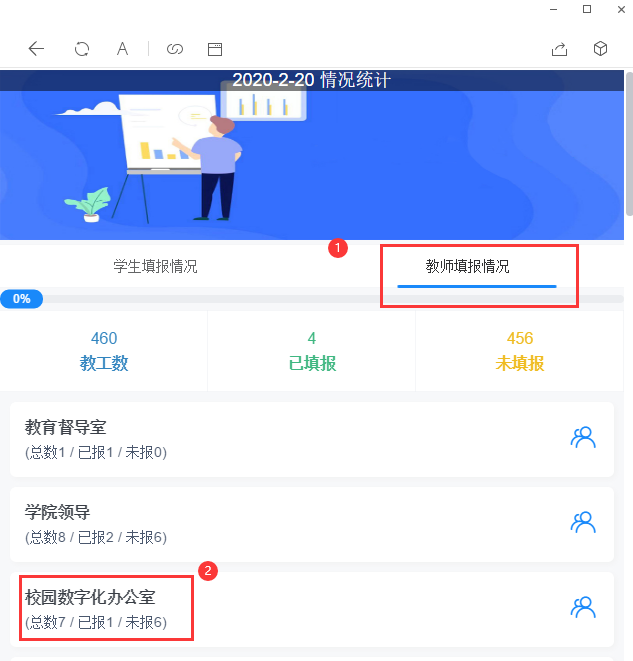 A
2020-2-20 情况统计
1
学生填报情况
教师填报情况
0%
460
4
456
教工数
已填报
未填报
教育督导室
(总数1 / 已报1 / 未报0)
学院领导
(总数8 / 已报2 / 未报6)
2
校园数字化办公室
(总数7 / 已报1 / 未报6)